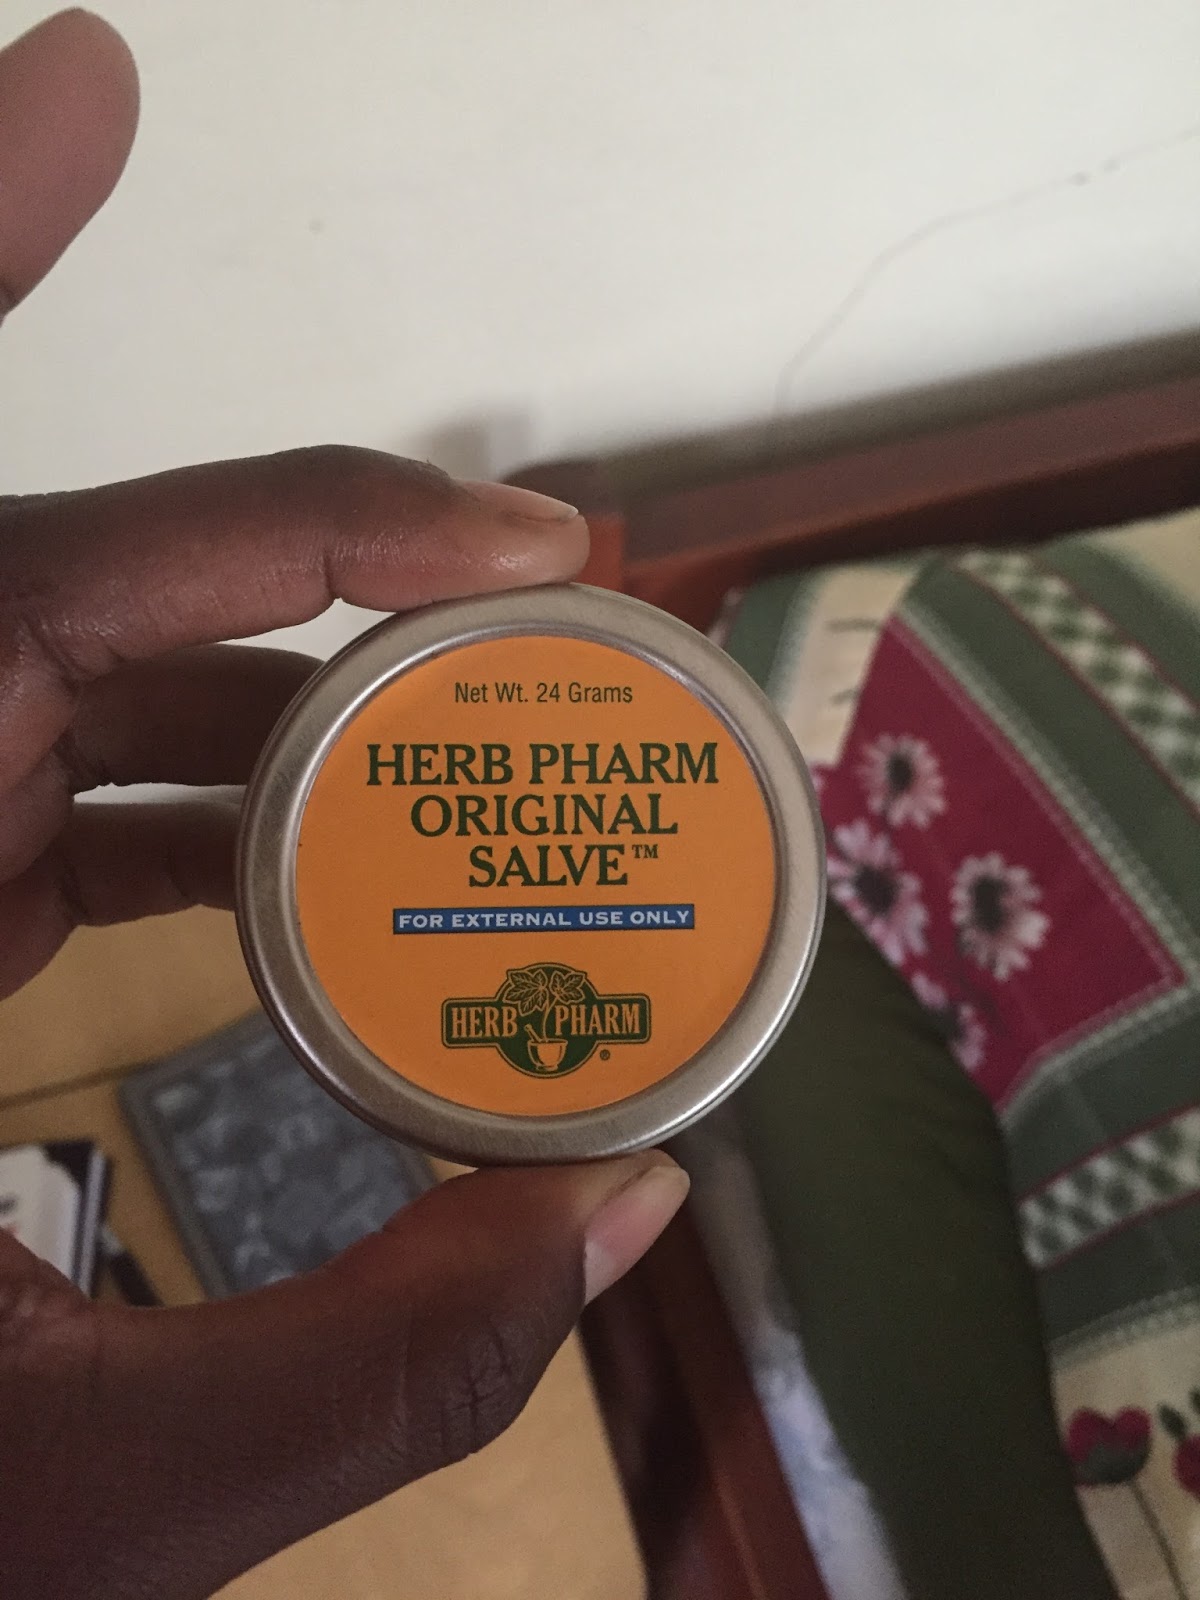 Net Wt. 24 Grams
HERB PHARM
ORIGINAL
SALVE™
FOR EXTERNAL USE ONLY
HERB PHARM®